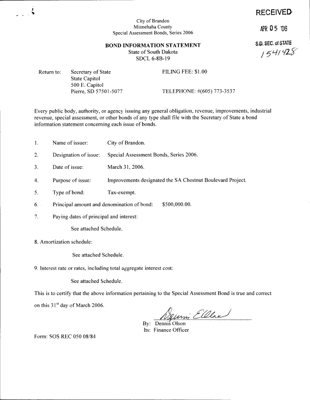 RECEIVED
APR 05 '06
S.D. SEC. of STATE
1541428
City of Brandon
Minnehaha County
Special Assessment Bonds, Series 2006
BOND INFORMATION STATEMENT
State of South Dakota
SDCL 6-8B-19
Return to: Secretary of State FILING FEE: $1.00
State Capitol
500 E. Capitol
Pierre, SD 57501-5077 TELEPHONE: #(605) 773-3537
Every public body, authority, or agency issuing any general obligation, revenue, improvements, industrial
revenue, special assessment, or other bonds of any type shall file with the Secretary of State a bond
information statement concerning each issue of bonds.
1. Name of issuer: City of Brandon.
2. Designation of issue: Special Assessment Bonds, Series 2006.
3. Date of issue: March 31, 2006.
4. Purpose of issue: Improvements designated the SA Chestnut Boulevard Project.
5. Type of bond: Tax-exempt.
6. Principal amount and denomination of bond: $500,000.00.
7. Paying dates of principal and interest:
See attached Schedule.
8. Amortization schedule:
See attached Schedule.
9. Interest rate or rates, including total aggregate interest cost:
See attached Schedule.
This is to certify that the above information pertaining to the Special Assessment Bond is true and correct
on this 31st day of March 2006.
By: Dennis Olson
Its: Finance Officer
Form: SOS REC 050 08/84